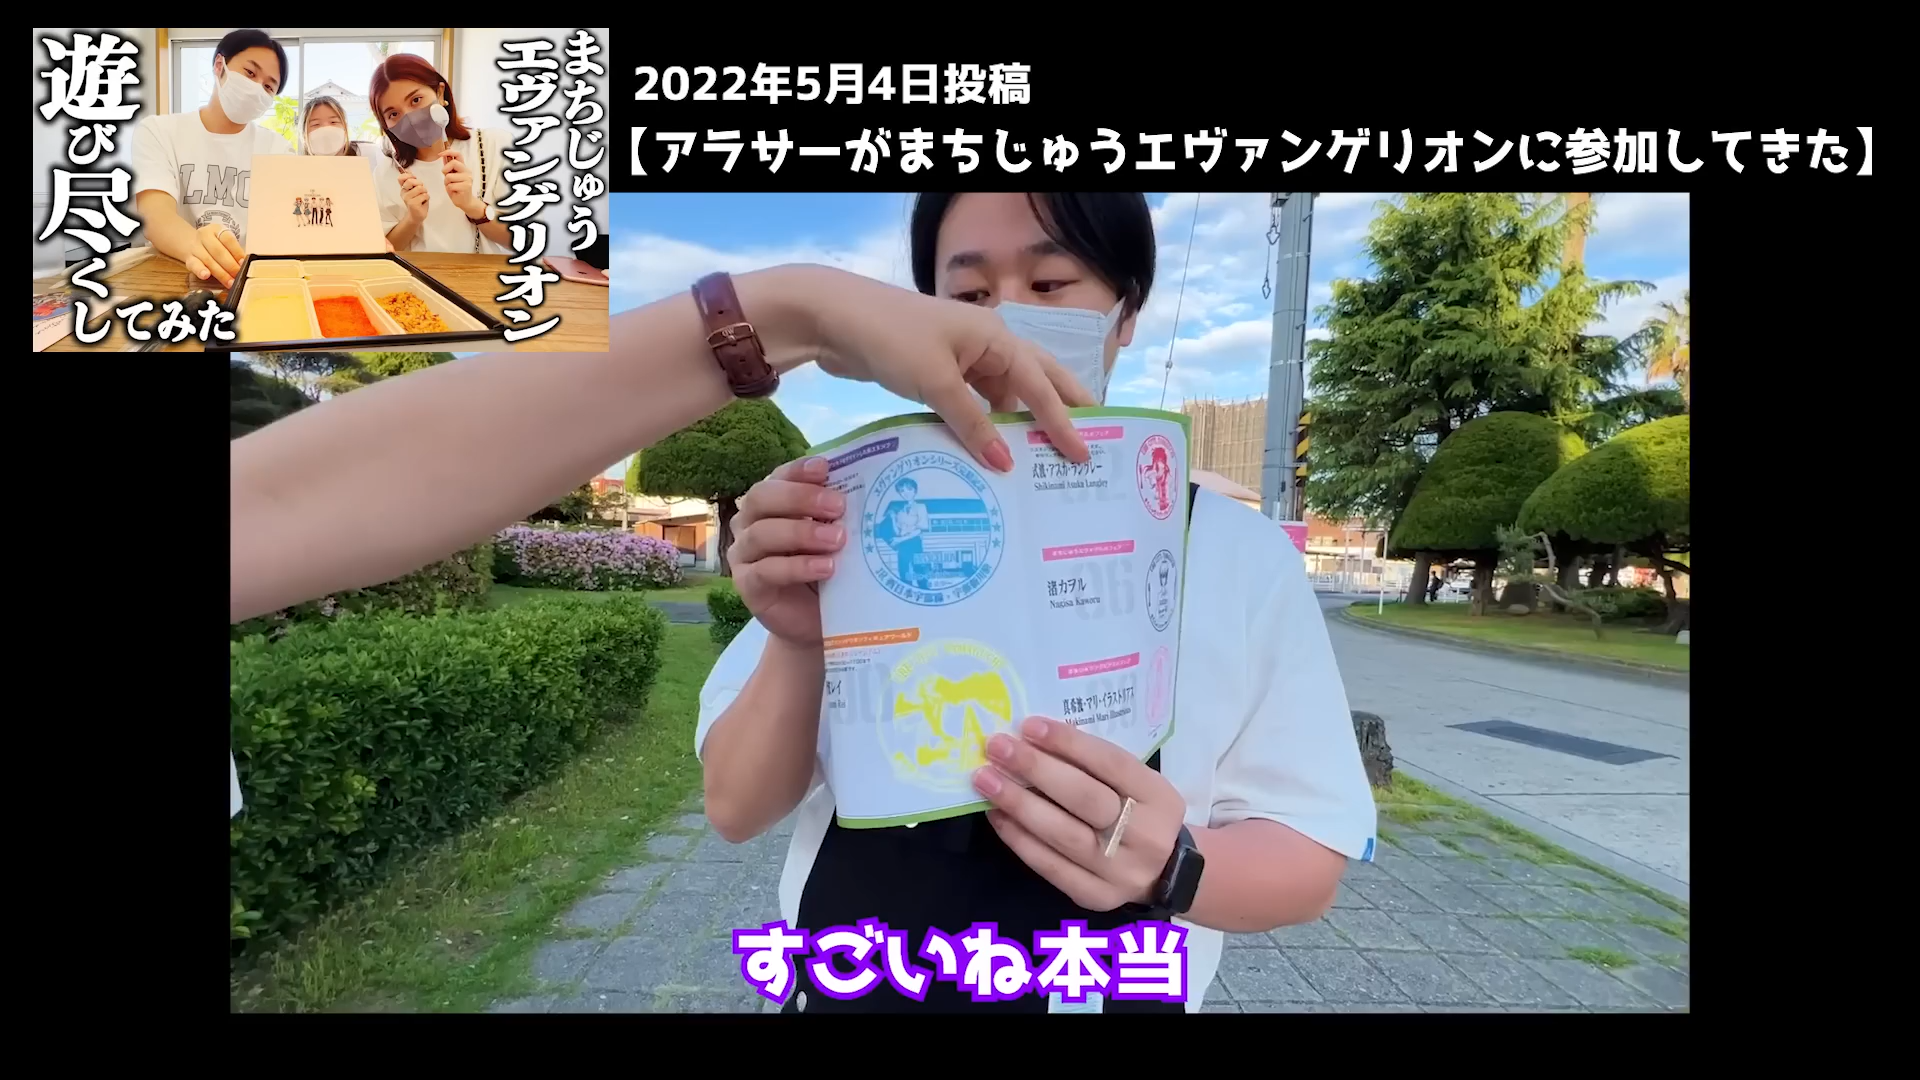 まちじゅう
エヴァンゲリオン
遊び尽くしてみた
2022年5月4日投稿
【アラサーがまちじゅうエヴァンゲリオンに参加してきた】
式波・アスカ・ラングレー
Shikinami Asuka Langley
渚カヲル
Nagisa Kaworu
レイ
真希波・マリ・イラストリアス
Makinami Mari Illustrious
すごいね本当